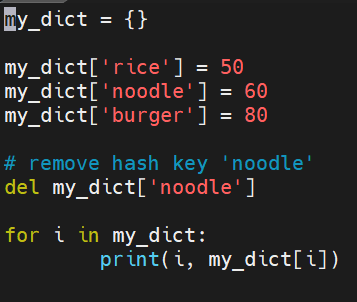 my_dict = {}

my_dict['rice'] = 50
my_dict['noodle'] = 60
my_dict['burger'] = 80

# remove hash key 'noodle'
del my_dict['noodle']

for i in my_dict:
        print(i, my_dict[i])